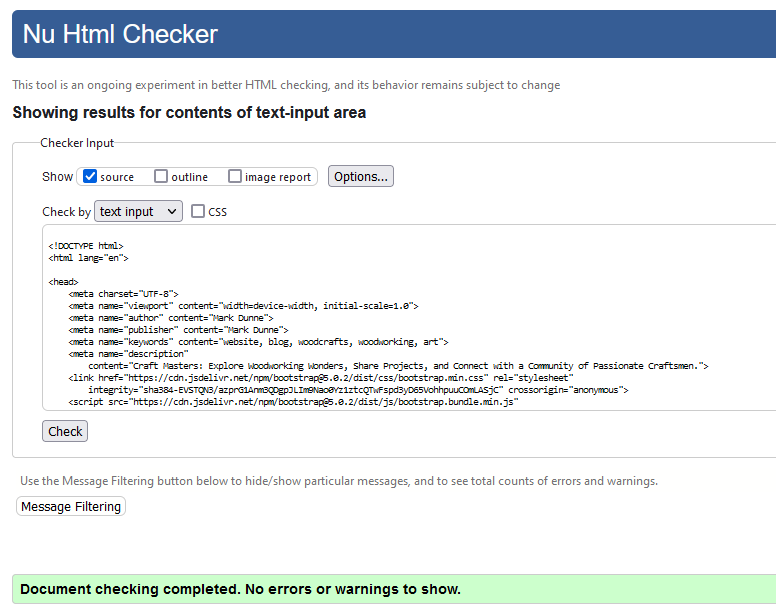 Nu Html Checker
This tool is an ongoing experiment in better HTML checking, and its behavior remains subject to change
Showing results for contents of text-input area
Checker Input
Show source outline image report Options...
Check by text input CSS
<!DOCTYPE html>
<html lang="en">
<head>
<meta charset="UTF-8">
<meta name="viewport" content="width=device-width, initial-scale=1.0">
<meta name="author" content="Mark Dunne">
<meta name="publisher" content="Mark Dunne">
<meta name="keywords" content="website, blog, woodcrafts, woodworking, art">
<meta name="description"
content="Craft Masters: Explore Woodworking Wonders, Share Projects, and Connect with a Community of Passionate Craftsmen.">
<link href="https://cdn.jsdelivr.net/npm/bootstrap@5.0.2/dist/css/bootstrap.min.css" rel="stylesheet"
integrity="sha384-EVSTQN3/azprG1Anm3QDgpJLIm9Nao0Yz1ztcQTwFspd3yD65VohhpuuCOmLASjC" crossorigin="anonymous">
<script src="https://cdn.jsdelivr.net/npm/bootstrap@5.0.2/dist/js/bootstrap.bundle.min.js"
Check
Use the Message Filtering button below to hide/show particular messages, and to see total counts of errors and warnings.
Message Filtering
Document checking completed. No errors or warnings to show.